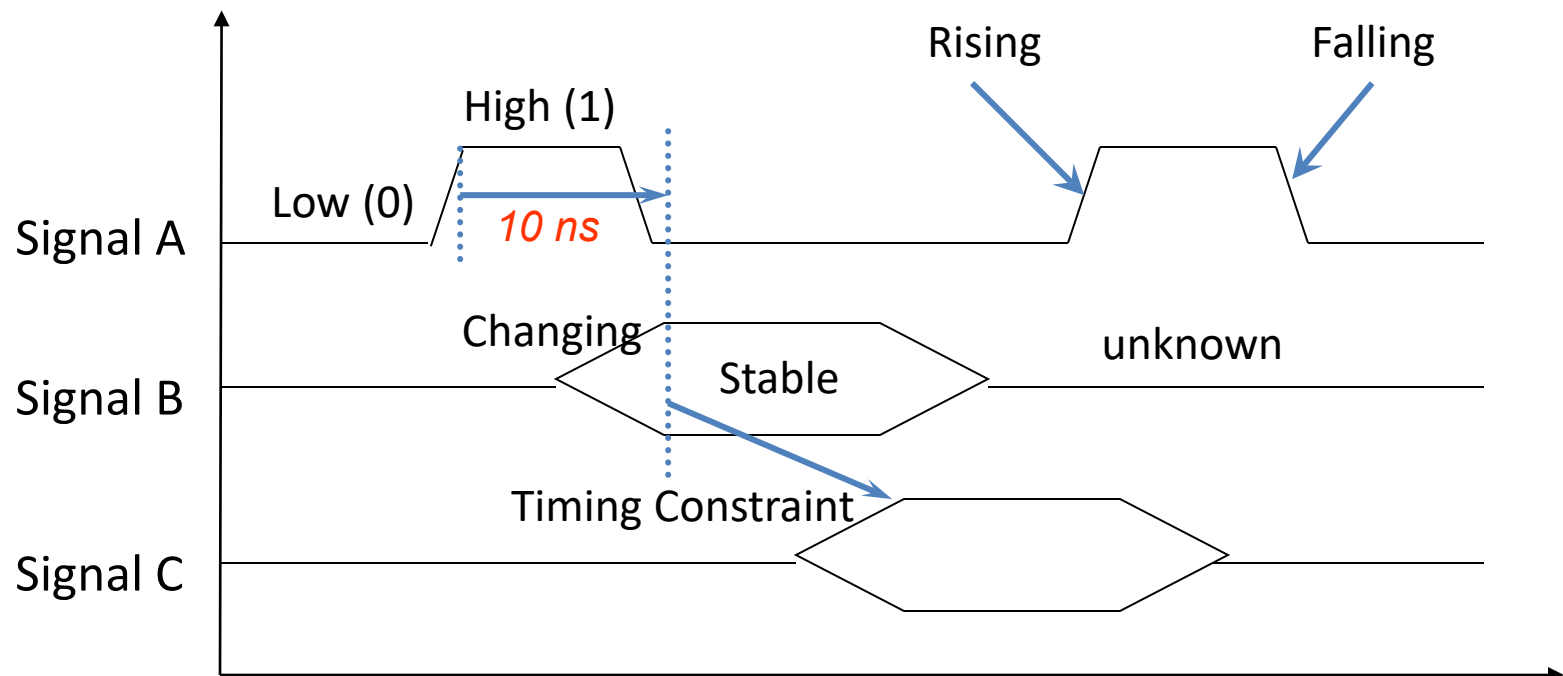 Rising
Falling
High (1)
Low (0)
10 ns
Signal A
Changing
unknown
Stable
Signal B
Timing Constraint
Signal C